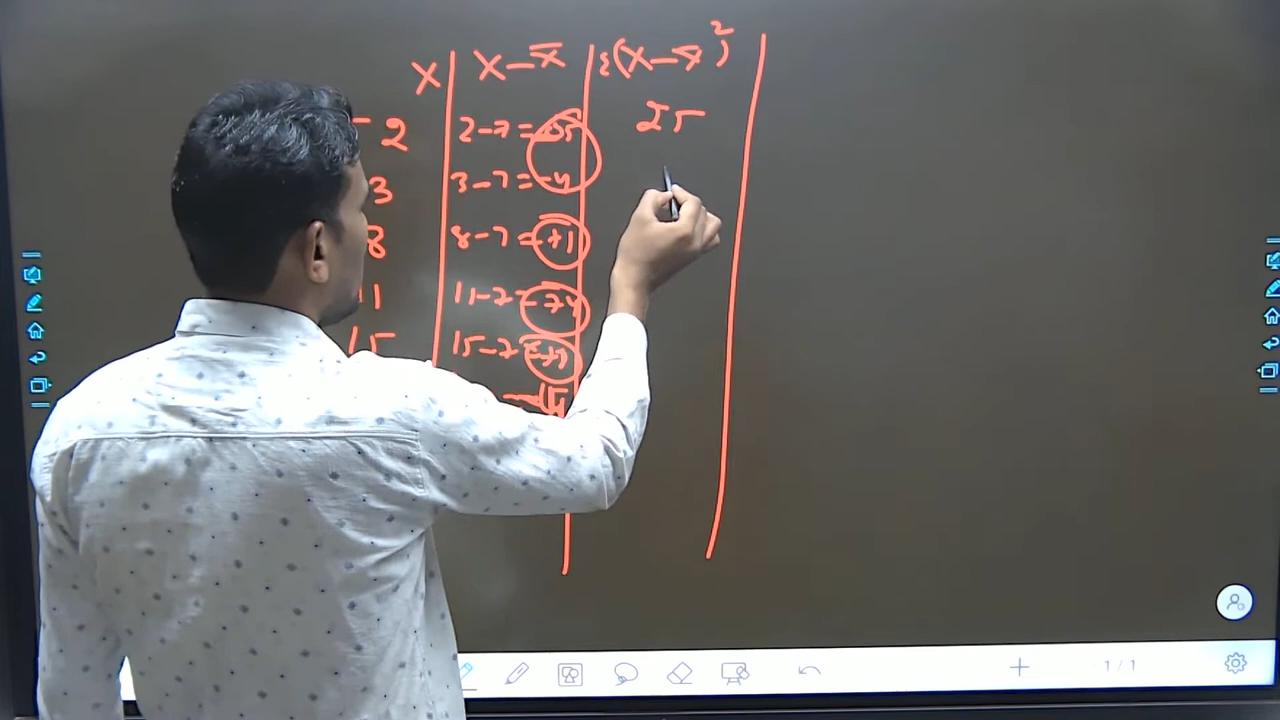 X | X – x̄ | {(X – x̄)²
2 | 2 – 7 = -5 | 25
3 | 3 – 7 = -4
8 | 8 – 7 = +1
11 | 11 – 7 = +4
15 | 15 – 7
1 / 1